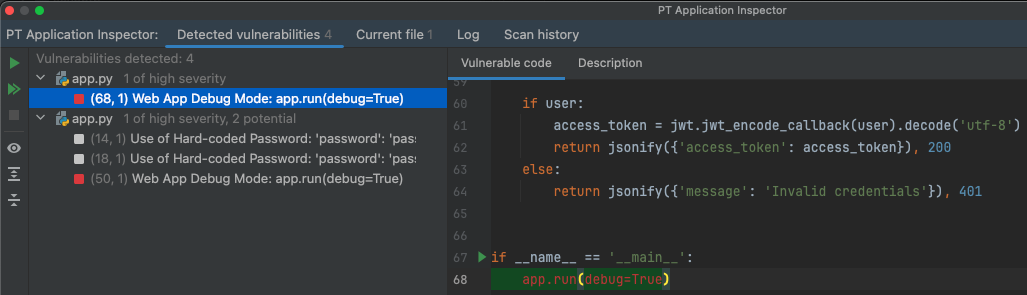 PT Application Inspector
PT Application Inspector: Detected vulnerabilities 4 Current file 1 Log Scan history
Vulnerabilities detected: 4
app.py 1 of high severity
(68, 1) Web App Debug Mode: app.run(debug=True)
app.py 1 of high severity, 2 potential
(14, 1) Use of Hard-coded Password: 'password': 'pas
(18, 1) Use of Hard-coded Password: 'password': 'pas
(50, 1) Web App Debug Mode: app.run(debug=True)
Vulnerable code Description
59
60 if user:
61 access_token = jwt.jwt_encode_callback(user).decode('utf-8')
62 return jsonify({'access_token': access_token}), 200
63 else:
64 return jsonify({'message': 'Invalid credentials'}), 401
65
66
67 if __name__ == '__main__':
68 app.run(debug=True)